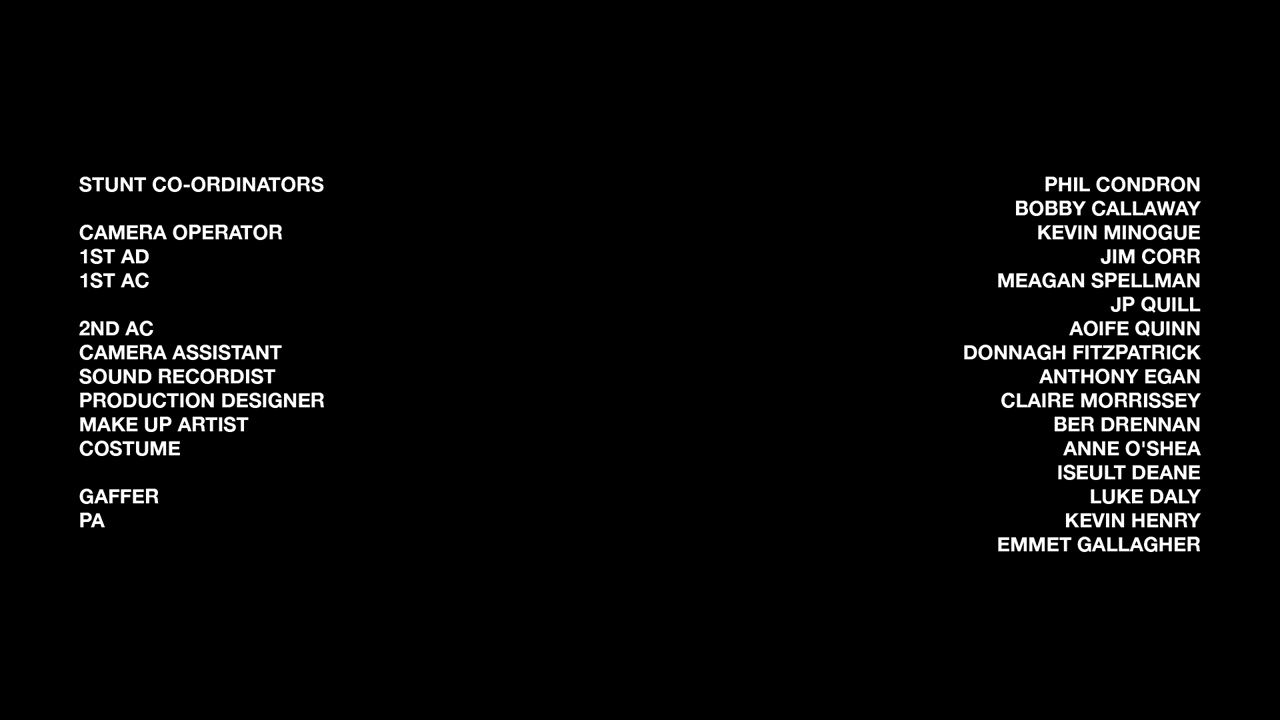 STUNT CO-ORDINATORS PHIL CONDRON
BOBBY CALLAWAY
CAMERA OPERATOR KEVIN MINOGUE
1ST AD JIM CORR
1ST AC MEAGAN SPELLMAN
JP QUILL
2ND AC AOIFE QUINN
CAMERA ASSISTANT DONNAGH FITZPATRICK
SOUND RECORDIST ANTHONY EGAN
PRODUCTION DESIGNER CLAIRE MORRISSEY
MAKE UP ARTIST BER DRENNAN
COSTUME ANNE O'SHEA
ISEULT DEANE
GAFFER LUKE DALY
PA KEVIN HENRY
EMMET GALLAGHER